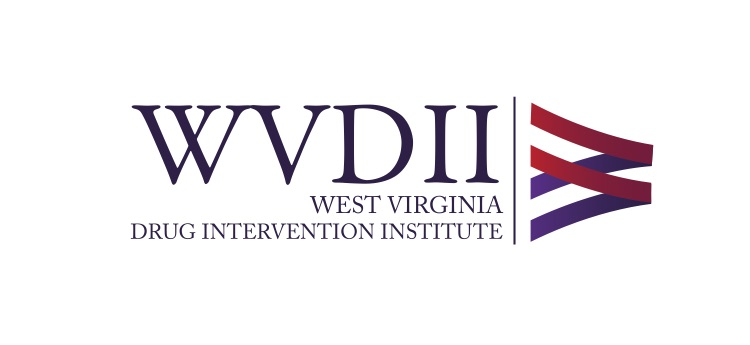 WVDII
WEST VIRGINIA
DRUG INTERVENTION INSTITUTE